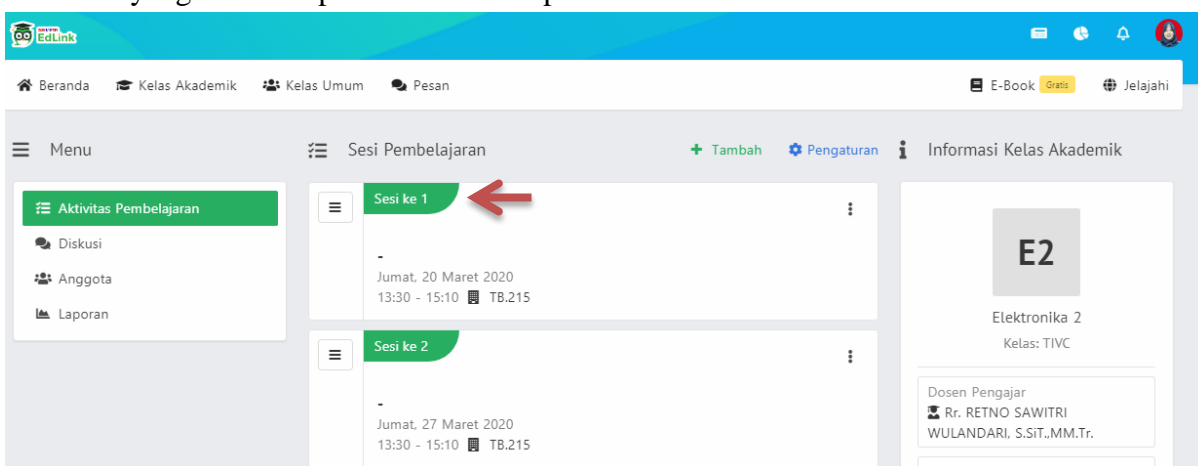 EdLink
Beranda Kelas Akademik Kelas Umum Pesan E-Book Gratis Jelajahi
Menu
Aktivitas Pembelajaran
Diskusi
Anggota
Laporan
Sesi Pembelajaran + Tambah Pengaturan
Sesi ke 1
-
Jumat, 20 Maret 2020
13:30 - 15:10 TB.215
Sesi ke 2
-
Jumat, 27 Maret 2020
13:30 - 15:10 TB.215
Informasi Kelas Akademik
E2
Elektronika 2
Kelas: TIVC
Dosen Pengajar
Rr. RETNO SAWITRI
WULANDARI, S.SiT.,MM.Tr.